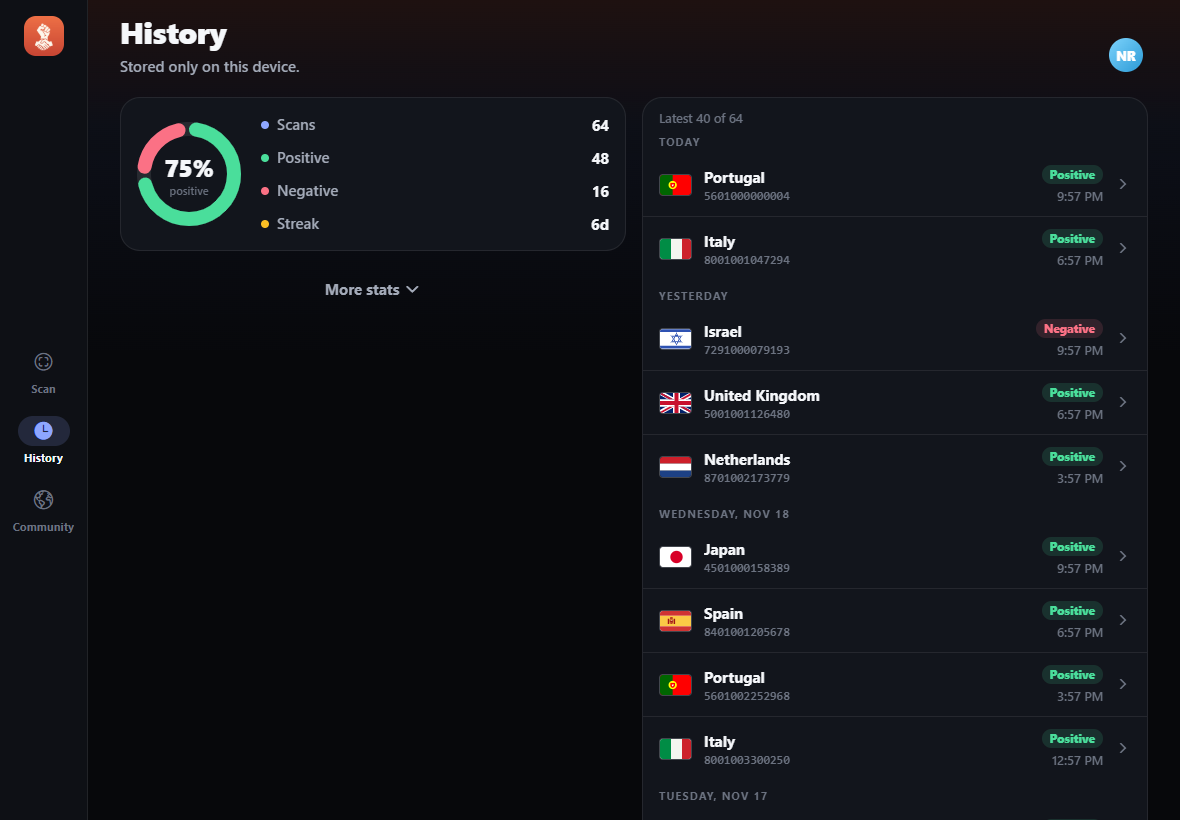 History
Stored only on this device.
NR
75%
positive
Scans 64
Positive 48
Negative 16
Streak 6d
More stats
Scan
History
Community
Latest 40 of 64
TODAY
Portugal Positive
5601000000004 9:57 PM
Italy Positive
8001001047294 6:57 PM
YESTERDAY
Israel Negative
7291000079193 9:57 PM
United Kingdom Positive
5001001126480 6:57 PM
Netherlands Positive
8701002173779 3:57 PM
WEDNESDAY, NOV 18
Japan Positive
4501000158389 9:57 PM
Spain Positive
8401001205678 6:57 PM
Portugal Positive
5601002252968 3:57 PM
Italy Positive
8001003300250 12:57 PM
TUESDAY, NOV 17